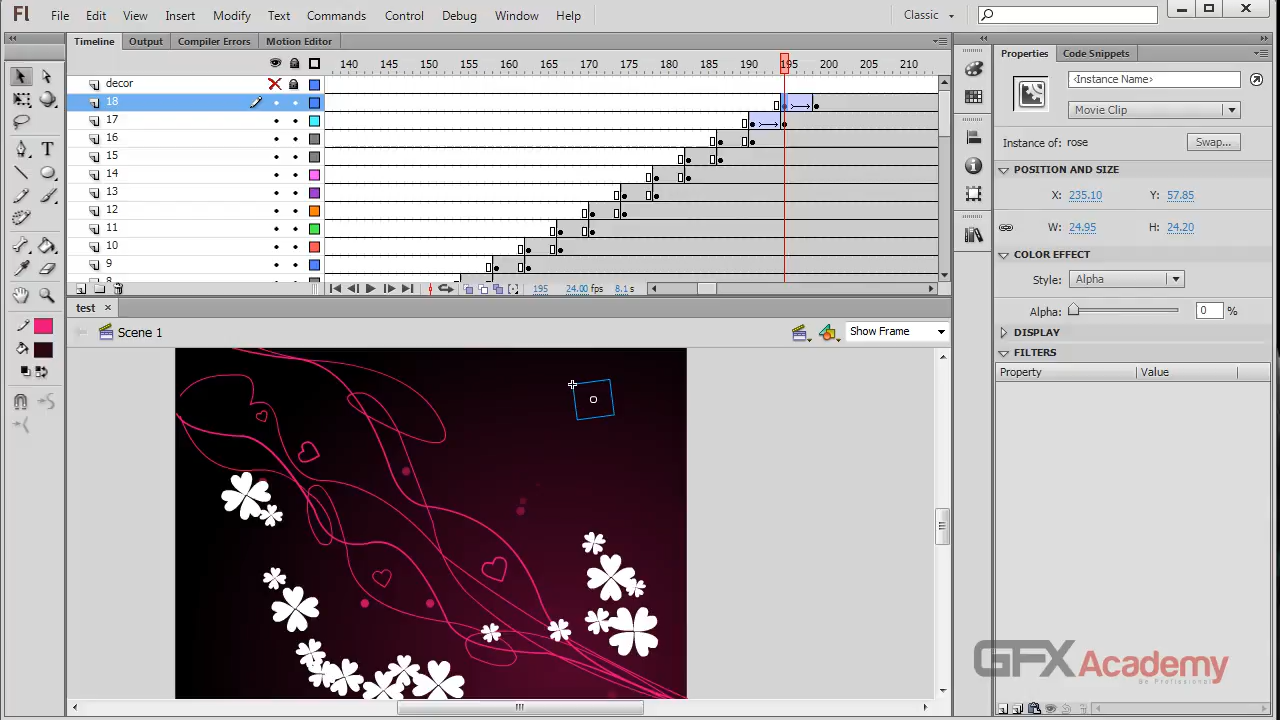 Fl File Edit View Insert Modify Text Commands Control Debug Window Help Classic
Timeline Output Compiler Errors Motion Editor
Properties Code Snippets
140 145 150 155 160 165 170 175 180 185 190 195 200 205 210
decor
18
17
16
15
14
13
12
11
10
9
8
195 24.00 fps 8.1 s
<Instance Name>
Movie Clip
Instance of: rose Swap...
POSITION AND SIZE
X: 235.10 Y: 57.85
W: 24.95 H: 24.20
COLOR EFFECT
Style: Alpha
Alpha: 0 %
DISPLAY
FILTERS
Property Value
test ×
Scene 1 Show Frame
GFX Academy
Be Professional